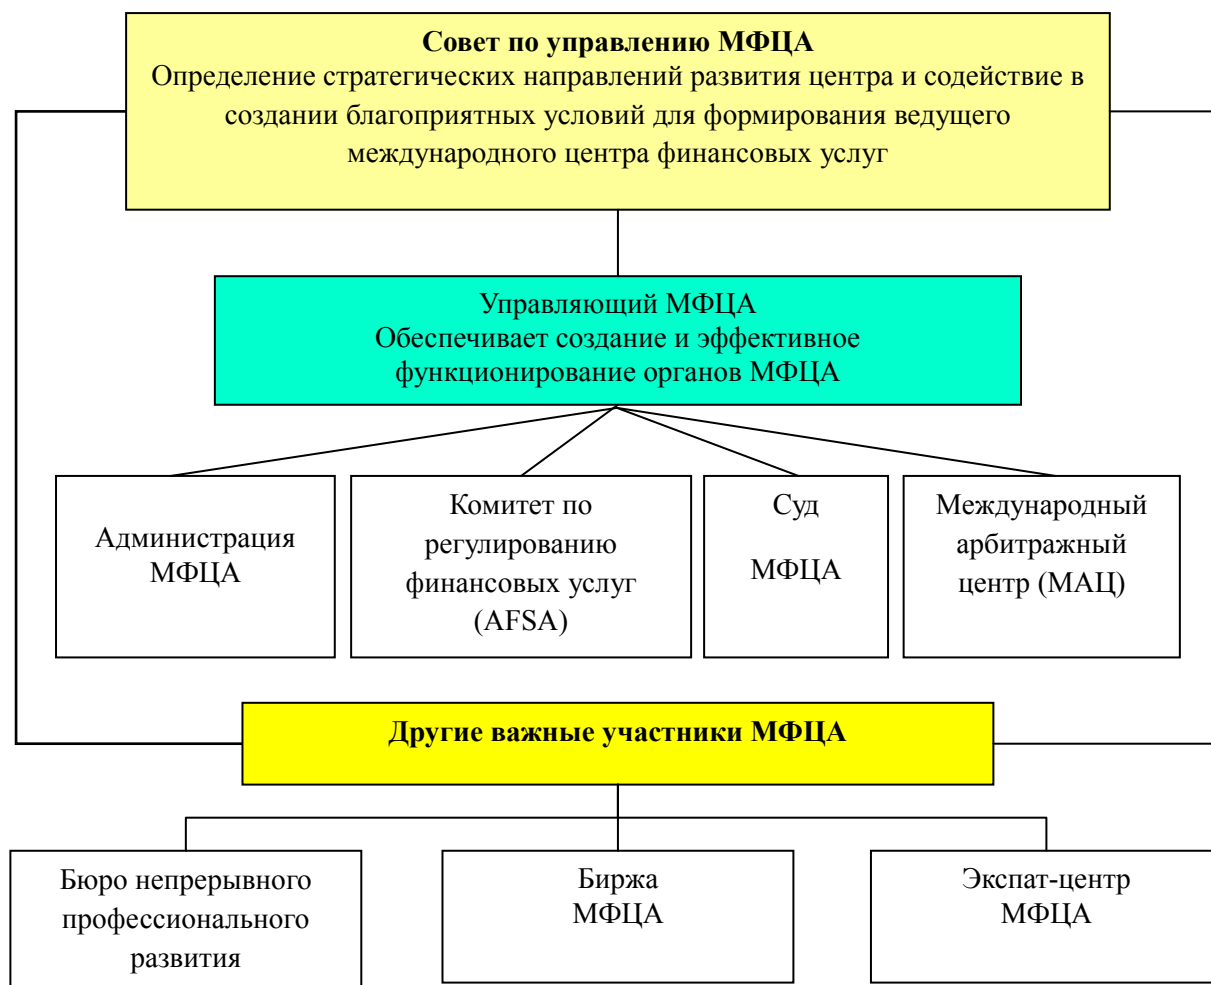 Совет по управлению МФЦА
Определение стратегических направлений развития центра и содействие в
создании благоприятных условий для формирования ведущего
международного центра финансовых услуг
Управляющий МФЦА
Обеспечивает создание и эффективное
функционирование органов МФЦА
Администрация
МФЦА
Комитет по
регулированию
финансовых услуг
(AFSA)
Суд
МФЦА
Международный
арбитражный
центр (МАЦ)
Другие важные участники МФЦА
Бюро непрерывного
профессионального
развития
Биржа
МФЦА
Экспат-центр
МФЦА